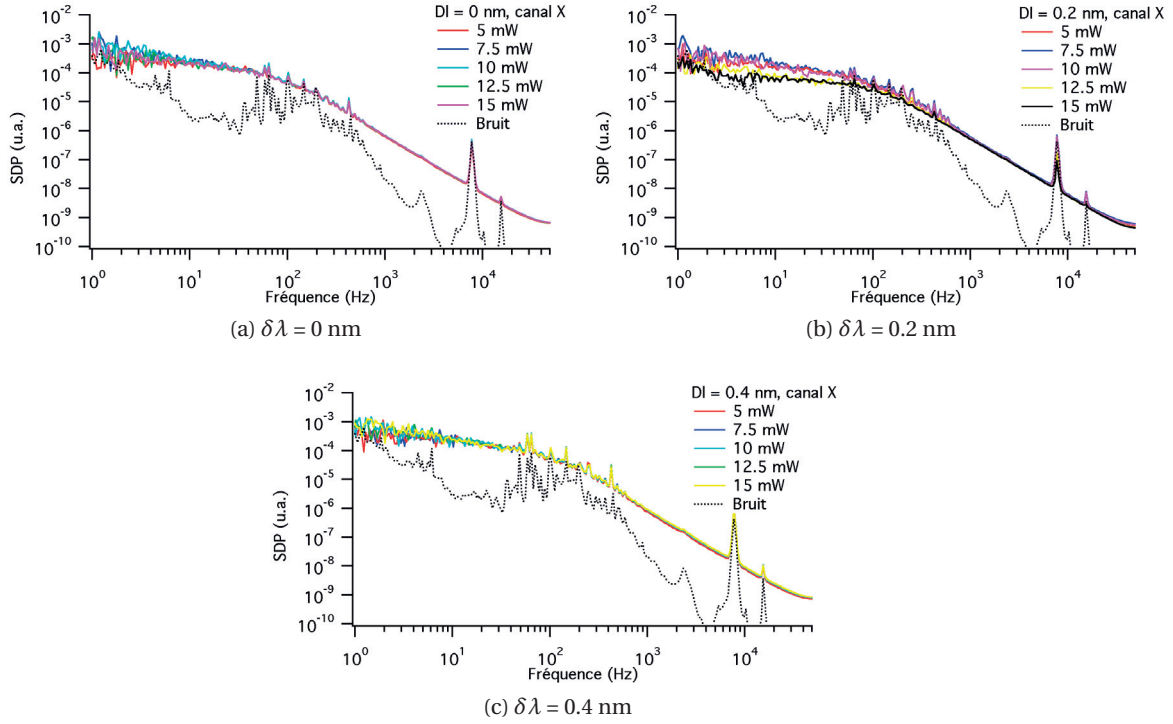 DI = 0 nm, canal X
5 mW
7.5 mW
10 mW
12.5 mW
15 mW
Bruit
SDP (u.a.)
10⁻²
10⁻³
10⁻⁴
10⁻⁵
10⁻⁶
10⁻⁷
10⁻⁸
10⁻⁹
10⁻¹⁰
10⁰ 10¹ 10² 10³ 10⁴
Fréquence (Hz)
(a) δλ = 0 nm
DI = 0.2 nm, canal X
5 mW
7.5 mW
10 mW
12.5 mW
15 mW
Bruit
SDP (u.a.)
10⁻²
10⁻³
10⁻⁴
10⁻⁵
10⁻⁶
10⁻⁷
10⁻⁸
10⁻⁹
10⁻¹⁰
10⁰ 10¹ 10² 10³ 10⁴
Fréquence (Hz)
(b) δλ = 0.2 nm
DI = 0.4 nm, canal X
5 mW
7.5 mW
10 mW
12.5 mW
15 mW
Bruit
SDP (u.a.)
10⁻²
10⁻³
10⁻⁴
10⁻⁵
10⁻⁶
10⁻⁷
10⁻⁸
10⁻⁹
10⁻¹⁰
10⁰ 10¹ 10² 10³ 10⁴
Fréquence (Hz)
(c) δλ = 0.4 nm